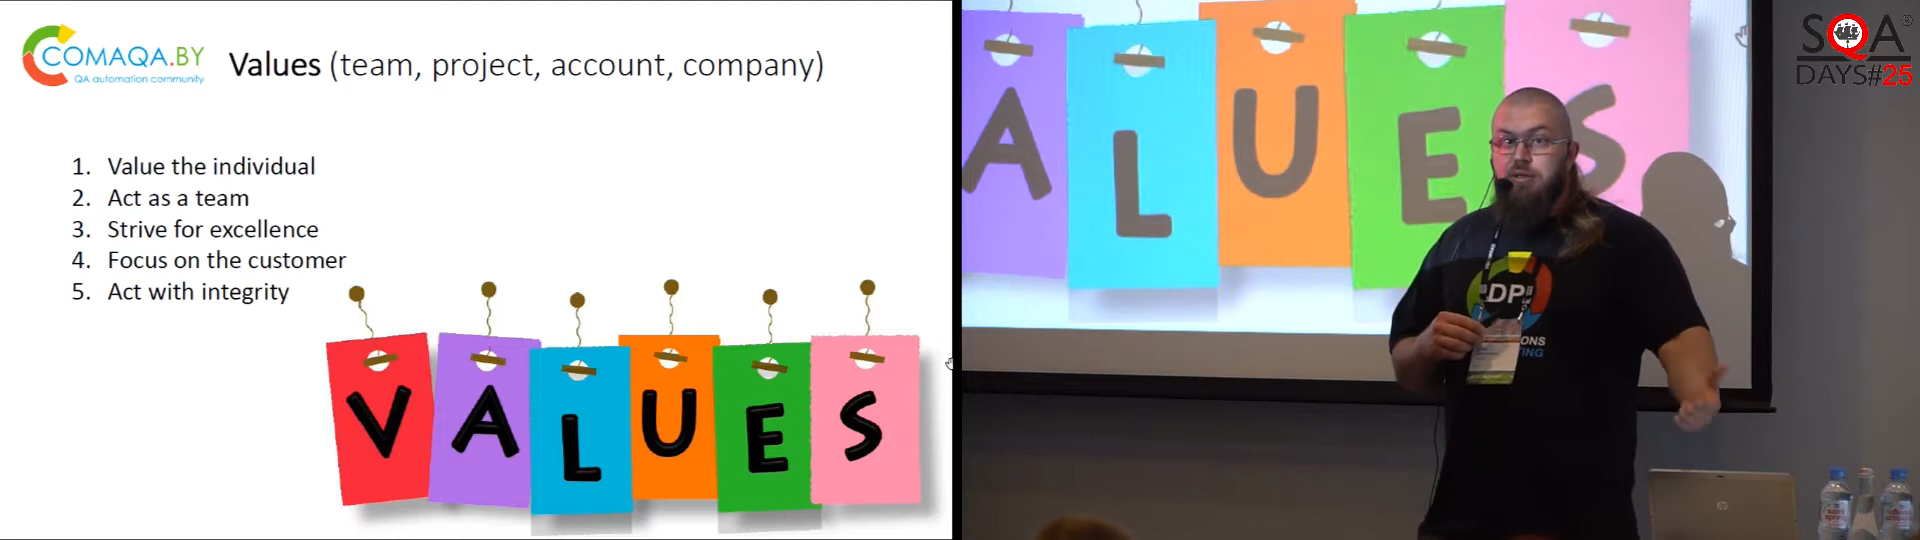 COMAQA.BY
QA automation community
Values (team, project, account, company)
1. Value the individual
2. Act as a team
3. Strive for excellence
4. Focus on the customer
5. Act with integrity
VALUES
ALUES
SQA®
DAYS#25
DP
hp